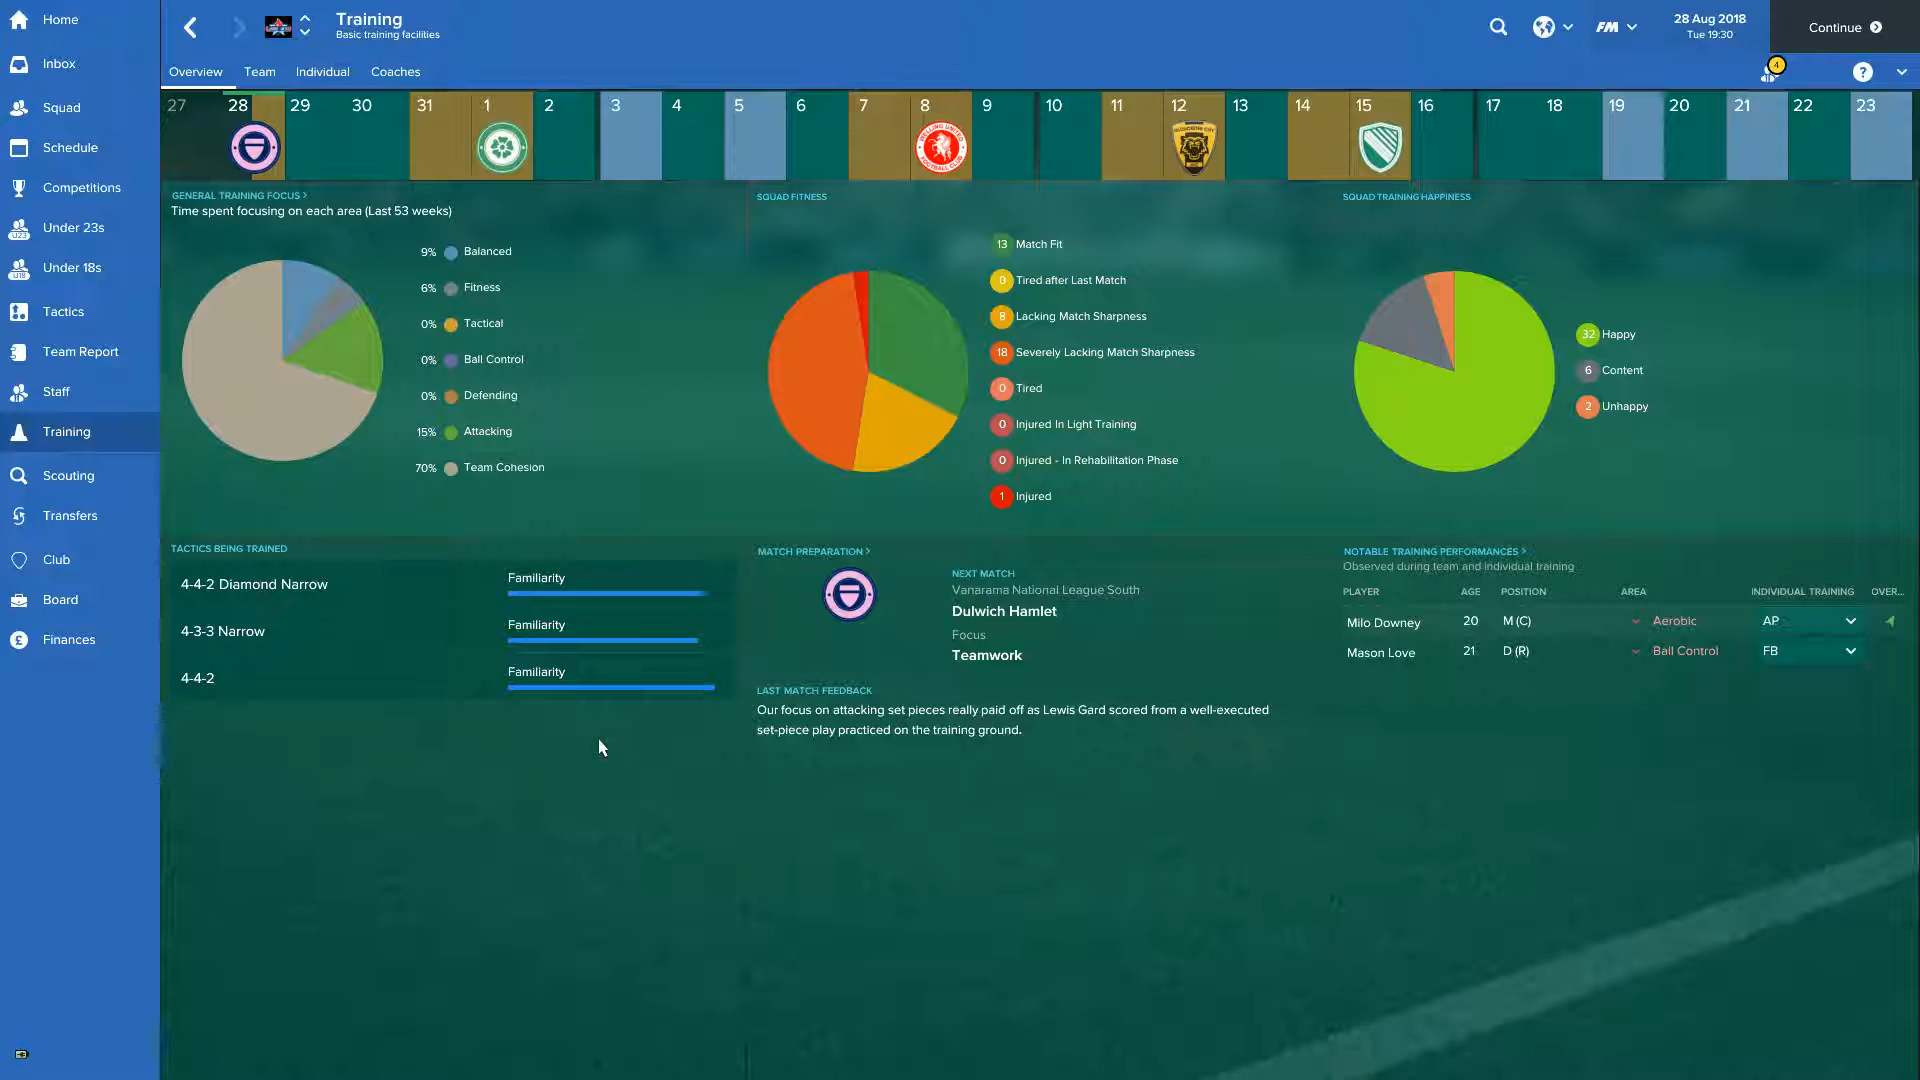 Home
Inbox
Squad
Schedule
Competitions
Under 23s
Under 18s
Tactics
Team Report
Staff
Training
Scouting
Transfers
Club
Board
Finances
Training
Basic training facilities
FM
28 Aug 2018
Tue 19:30
Continue
Overview Team Individual Coaches
4
?
27 28 29 30 31 1 2 3 4 5 6 7 8 9 10 11 12 13 14 15 16 17 18 19 20 21 22 23
GENERAL TRAINING FOCUS >
Time spent focusing on each area (Last 53 weeks)
9% Balanced
6% Fitness
0% Tactical
0% Ball Control
0% Defending
15% Attacking
70% Team Cohesion
SQUAD FITNESS
13 Match Fit
0 Tired after Last Match
8 Lacking Match Sharpness
18 Severely Lacking Match Sharpness
0 Tired
0 Injured In Light Training
0 Injured - In Rehabilitation Phase
1 Injured
SQUAD TRAINING HAPPINESS
32 Happy
6 Content
2 Unhappy
TACTICS BEING TRAINED
4-4-2 Diamond Narrow Familiarity
4-3-3 Narrow Familiarity
4-4-2 Familiarity
MATCH PREPARATION >
NEXT MATCH
Vanarama National League South
Dulwich Hamlet
Focus
Teamwork
LAST MATCH FEEDBACK
Our focus on attacking set pieces really paid off as Lewis Gard scored from a well-executed
set-piece play practiced on the training ground.
NOTABLE TRAINING PERFORMANCES >
Observed during team and individual training
PLAYER AGE POSITION AREA INDIVIDUAL TRAINING OVER...
Milo Downey 20 M (C) Aerobic AP
Mason Love 21 D (R) Ball Control FB